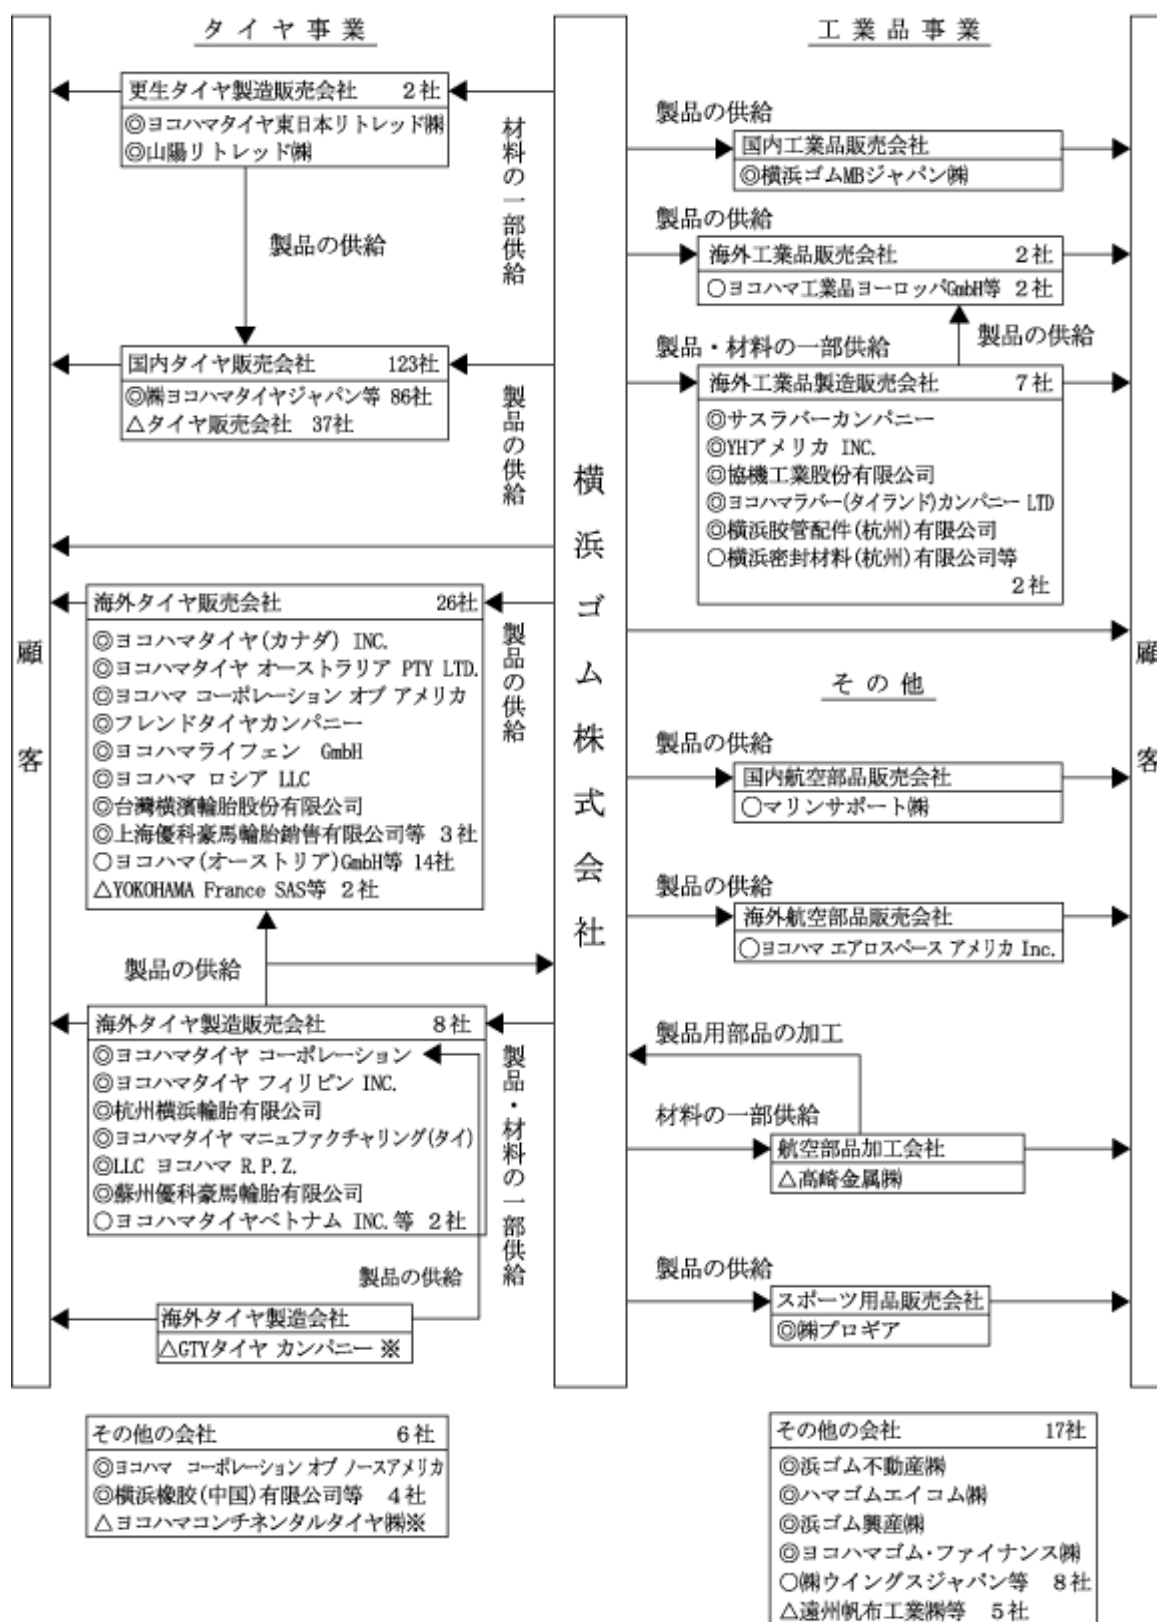 タイヤ事業
更生タイヤ製造販売会社 2社
◎ヨコハマタイヤ東日本リトレッド㈱
◎山陽リトレッド㈱
材料の一部供給
製品の供給
国内タイヤ販売会社 123社
◎㈱ヨコハマタイヤジャパン等 86社
△タイヤ販売会社 37社
製品の供給
海外タイヤ販売会社 26社
◎ヨコハマタイヤ(カナダ) INC.
◎ヨコハマタイヤ オーストラリア PTY LTD.
◎ヨコハマ コーポレーション オブ アメリカ
◎フレンドタイヤカンパニー
◎ヨコハマライフェン GmbH
◎ヨコハマ ロシア LLC
◎台灣横濱輪胎股份有限公司
◎上海優科豪馬輪胎銷售有限公司等 3社
○ヨコハマ(オーストリア)GmbH等 14社
△YOKOHAMA France SAS等 2社
製品の供給
製品の供給
海外タイヤ製造販売会社 8社
◎ヨコハマタイヤ コーポレーション
◎ヨコハマタイヤ フィリピン INC.
◎杭州横浜輪胎有限公司
◎ヨコハマタイヤ マニュファクチャリング(タイ)
◎LLC ヨコハマ R.P.Z.
◎蘇州優科豪馬輪胎有限公司
○ヨコハマタイヤベトナム INC.等 2社
製品・材料の一部供給
製品の供給
海外タイヤ製造会社
△GTYタイヤ カンパニー ※
その他の会社 6社
◎ヨコハマ コーポレーション オブ ノースアメリカ
◎横浜橡胶(中国)有限公司等 4社
△ヨコハマコンチネンタルタイヤ㈱※
顧客
横浜ゴム株式会社
工業品事業
製品の供給
国内工業品販売会社
◎横浜ゴムMBジャパン㈱
製品の供給
海外工業品販売会社 2社
○ヨコハマ工業品ヨーロッパGmbH等 2社
製品の供給
製品・材料の一部供給
海外工業品製造販売会社 7社
◎サスラバーカンパニー
◎YHアメリカ INC.
◎協機工業股份有限公司
◎ヨコハマラバー(タイランド)カンパニー LTD
◎横浜胶管配件(杭州)有限公司
○横浜密封材料(杭州)有限公司等
2社
その他
製品の供給
国内航空部品販売会社
○マリンサポート㈱
製品の供給
海外航空部品販売会社
○ヨコハマ エアロスペース アメリカ Inc.
製品用部品の加工
材料の一部供給
航空部品加工会社
△高崎金属㈱
製品の供給
スポーツ用品販売会社
◎㈱プロギア
その他の会社 17社
◎浜ゴム不動産㈱
◎ハマゴムエイコム㈱
◎浜ゴム興産㈱
◎ヨコハマゴム・ファイナンス㈱
○㈱ウイングスジャパン等 8社
△遠州帆布工業㈱等 5社
顧客